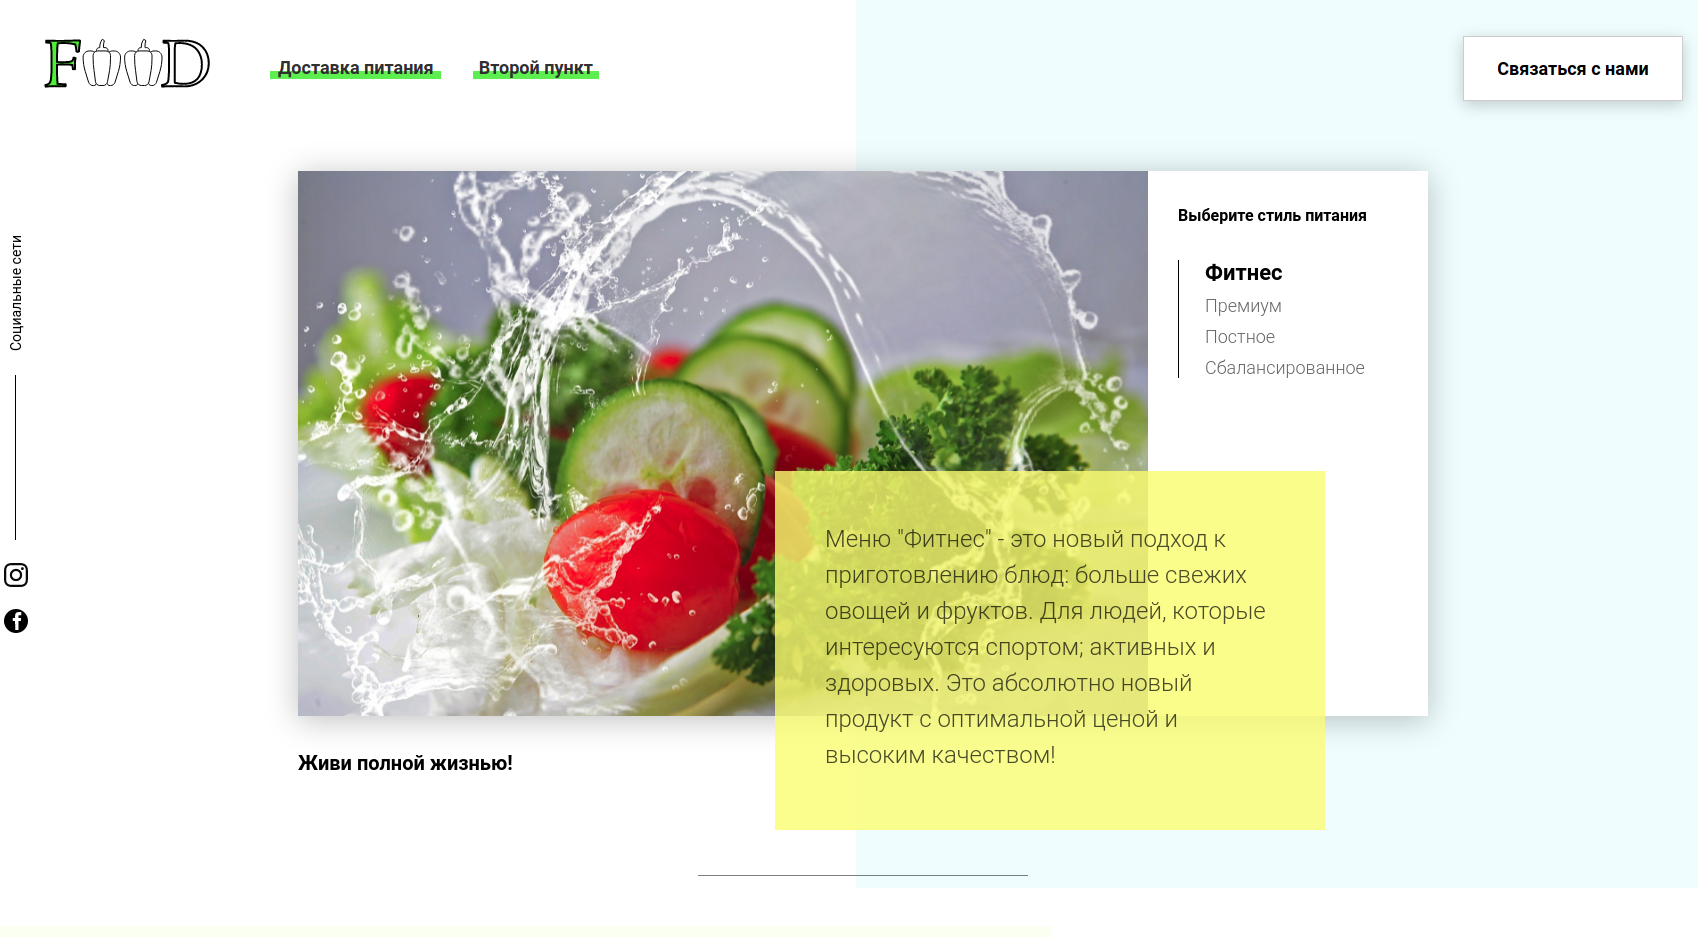 FOOD
Доставка питания
Второй пункт
Связаться с нами
Социальные сети
Выберите стиль питания
Фитнес
Премиум
Постное
Сбалансированное
Меню "Фитнес" - это новый подход к
приготовлению блюд: больше свежих
овощей и фруктов. Для людей, которые
интересуются спортом; активных и
здоровых. Это абсолютно новый
продукт с оптимальной ценой и
высоким качеством!
Живи полной жизнью!